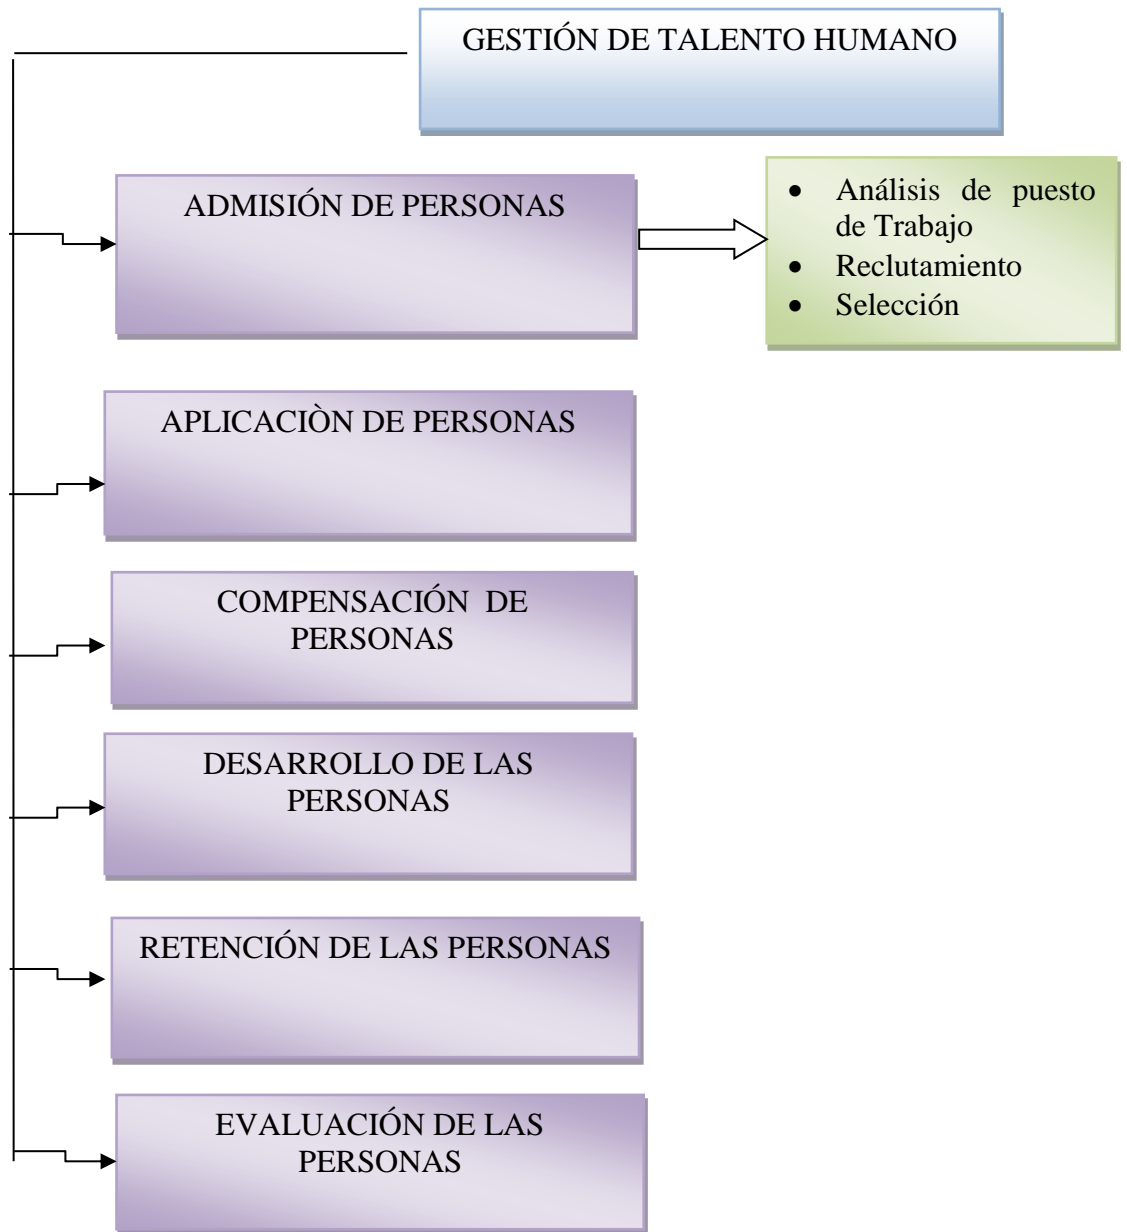 GESTIÓN DE TALENTO HUMANO
ADMISIÓN DE PERSONAS
• Análisis de puesto
de Trabajo
• Reclutamiento
• Selección
APLICACIÒN DE PERSONAS
COMPENSACIÓN DE
PERSONAS
DESARROLLO DE LAS
PERSONAS
RETENCIÓN DE LAS PERSONAS
EVALUACIÓN DE LAS
PERSONAS